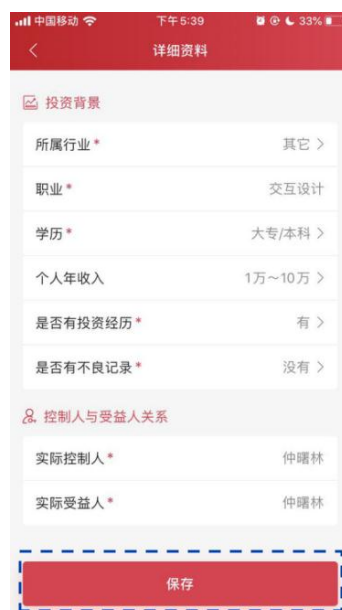 中国移动 下午5:39 33%
详细资料
投资背景
所属行业* 其它
职业* 交互设计
学历* 大专/本科
个人年收入 1万~10万
是否有投资经历* 有
是否有不良记录* 没有
控制人与受益人关系
实际控制人* 仲曙林
实际受益人* 仲曙林
保存